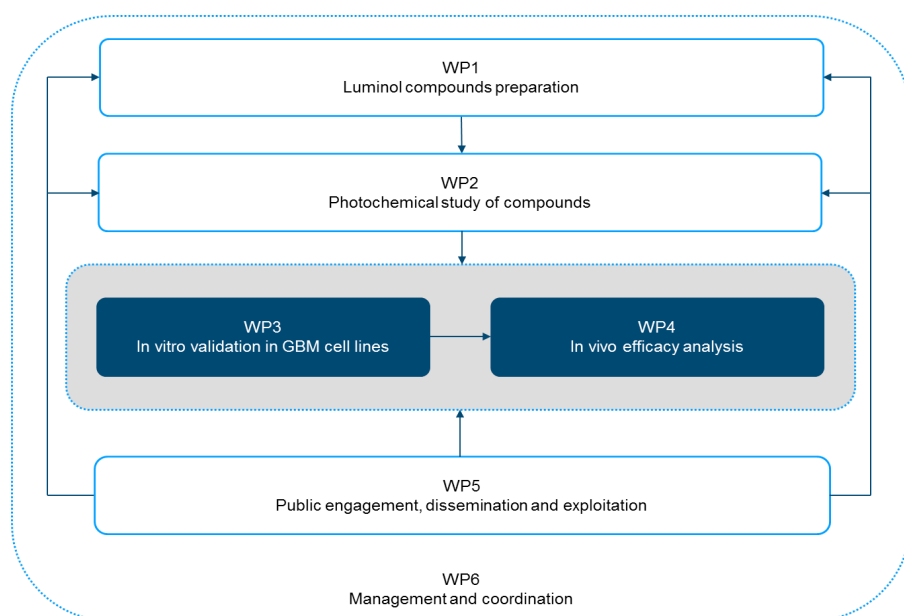 WP1
Luminol compounds preparation
WP2
Photochemical study of compounds
WP3
In vitro validation in GBM cell lines
WP4
In vivo efficacy analysis
WP5
Public engagement, dissemination and exploitation
WP6
Management and coordination